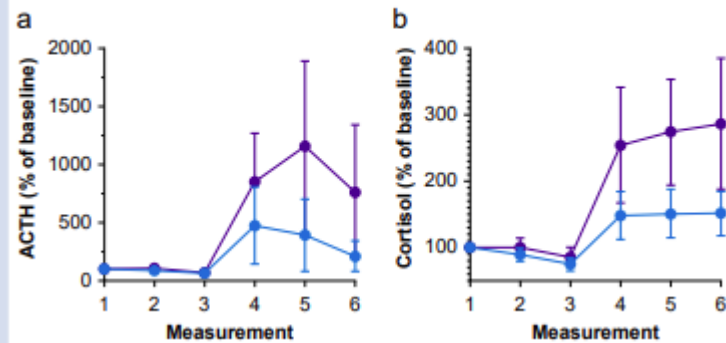 a
ACTH (% of baseline)
2000
1500
1000
500
0
1 2 3 4 5 6
Measurement
b
Cortisol (% of baseline)
400
300
200
100
1 2 3 4 5 6
Measurement